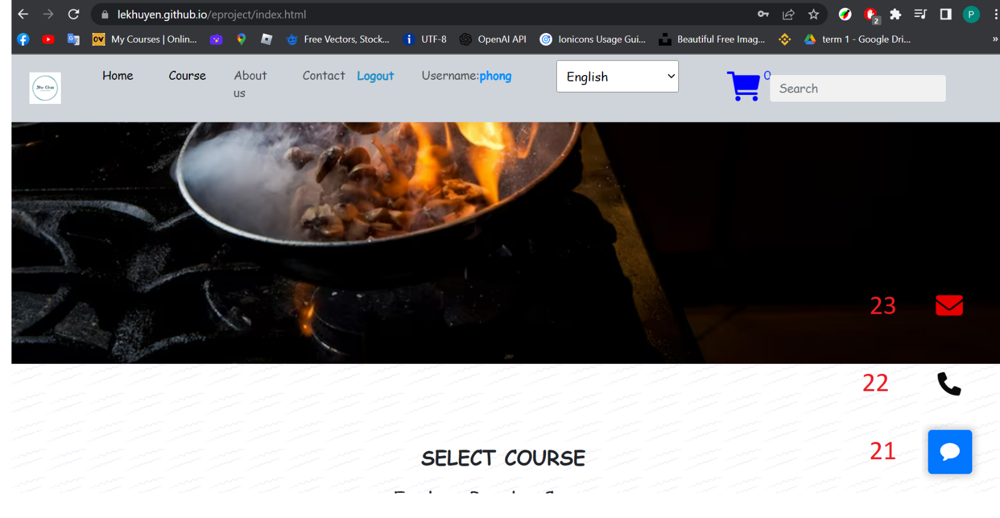 lekhuyen.github.io/eproject/index.html
2
P
My Courses | Onlin...
Free Vectors, Stock...
UTF-8
OpenAI API
Ionicons Usage Gui...
Beautiful Free Imag...
term 1 - Google Dri...
»
Home
Course
About us
Contact
Logout
Username:phong
English
0
Search
23
22
21
SELECT COURSE